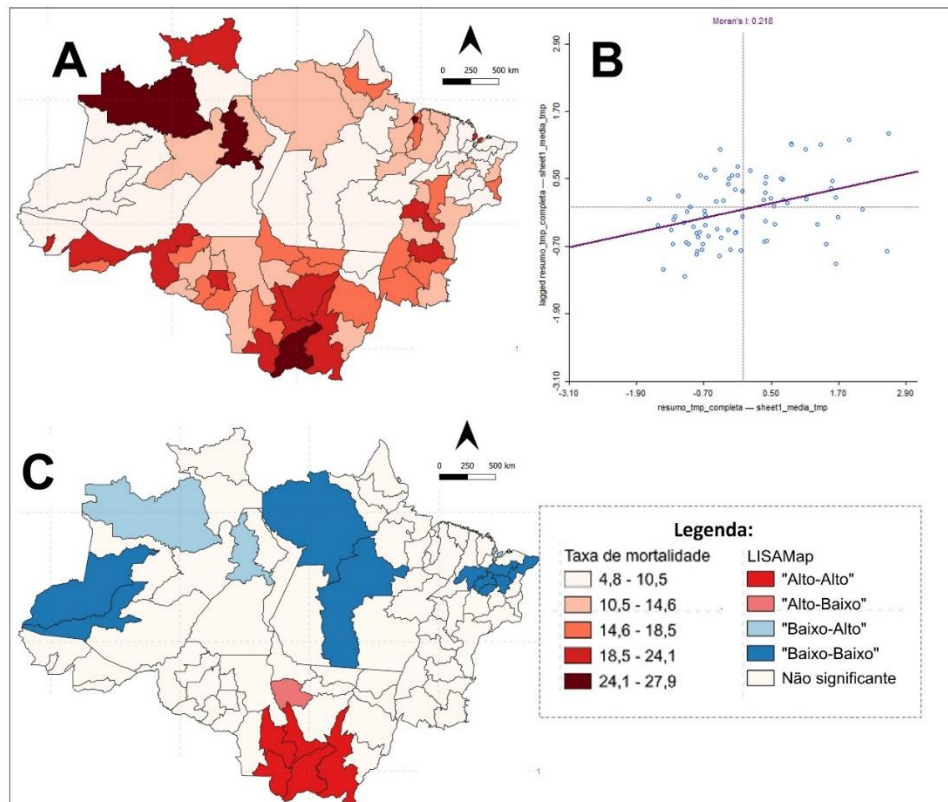 A
0 250 500 km
1
B
Moran's I: 0.218
lagged resumo_tmp_completa — sheet1_media_tmp
2.90
1.70
0.50
-0.70
-1.90
-3.10
-3.10 -1.90 -0.70 0.50 1.70 2.90
resumo_tmp_completa — sheet1_media_tmp
C
0 250 500 km
1
Legenda:
Taxa de mortalidade LISAMap
4,8 - 10,5 "Alto-Alto"
10,5 - 14,6 "Alto-Baixo"
14,6 - 18,5 "Baixo-Alto"
18,5 - 24,1 "Baixo-Baixo"
24,1 - 27,9 Não significante